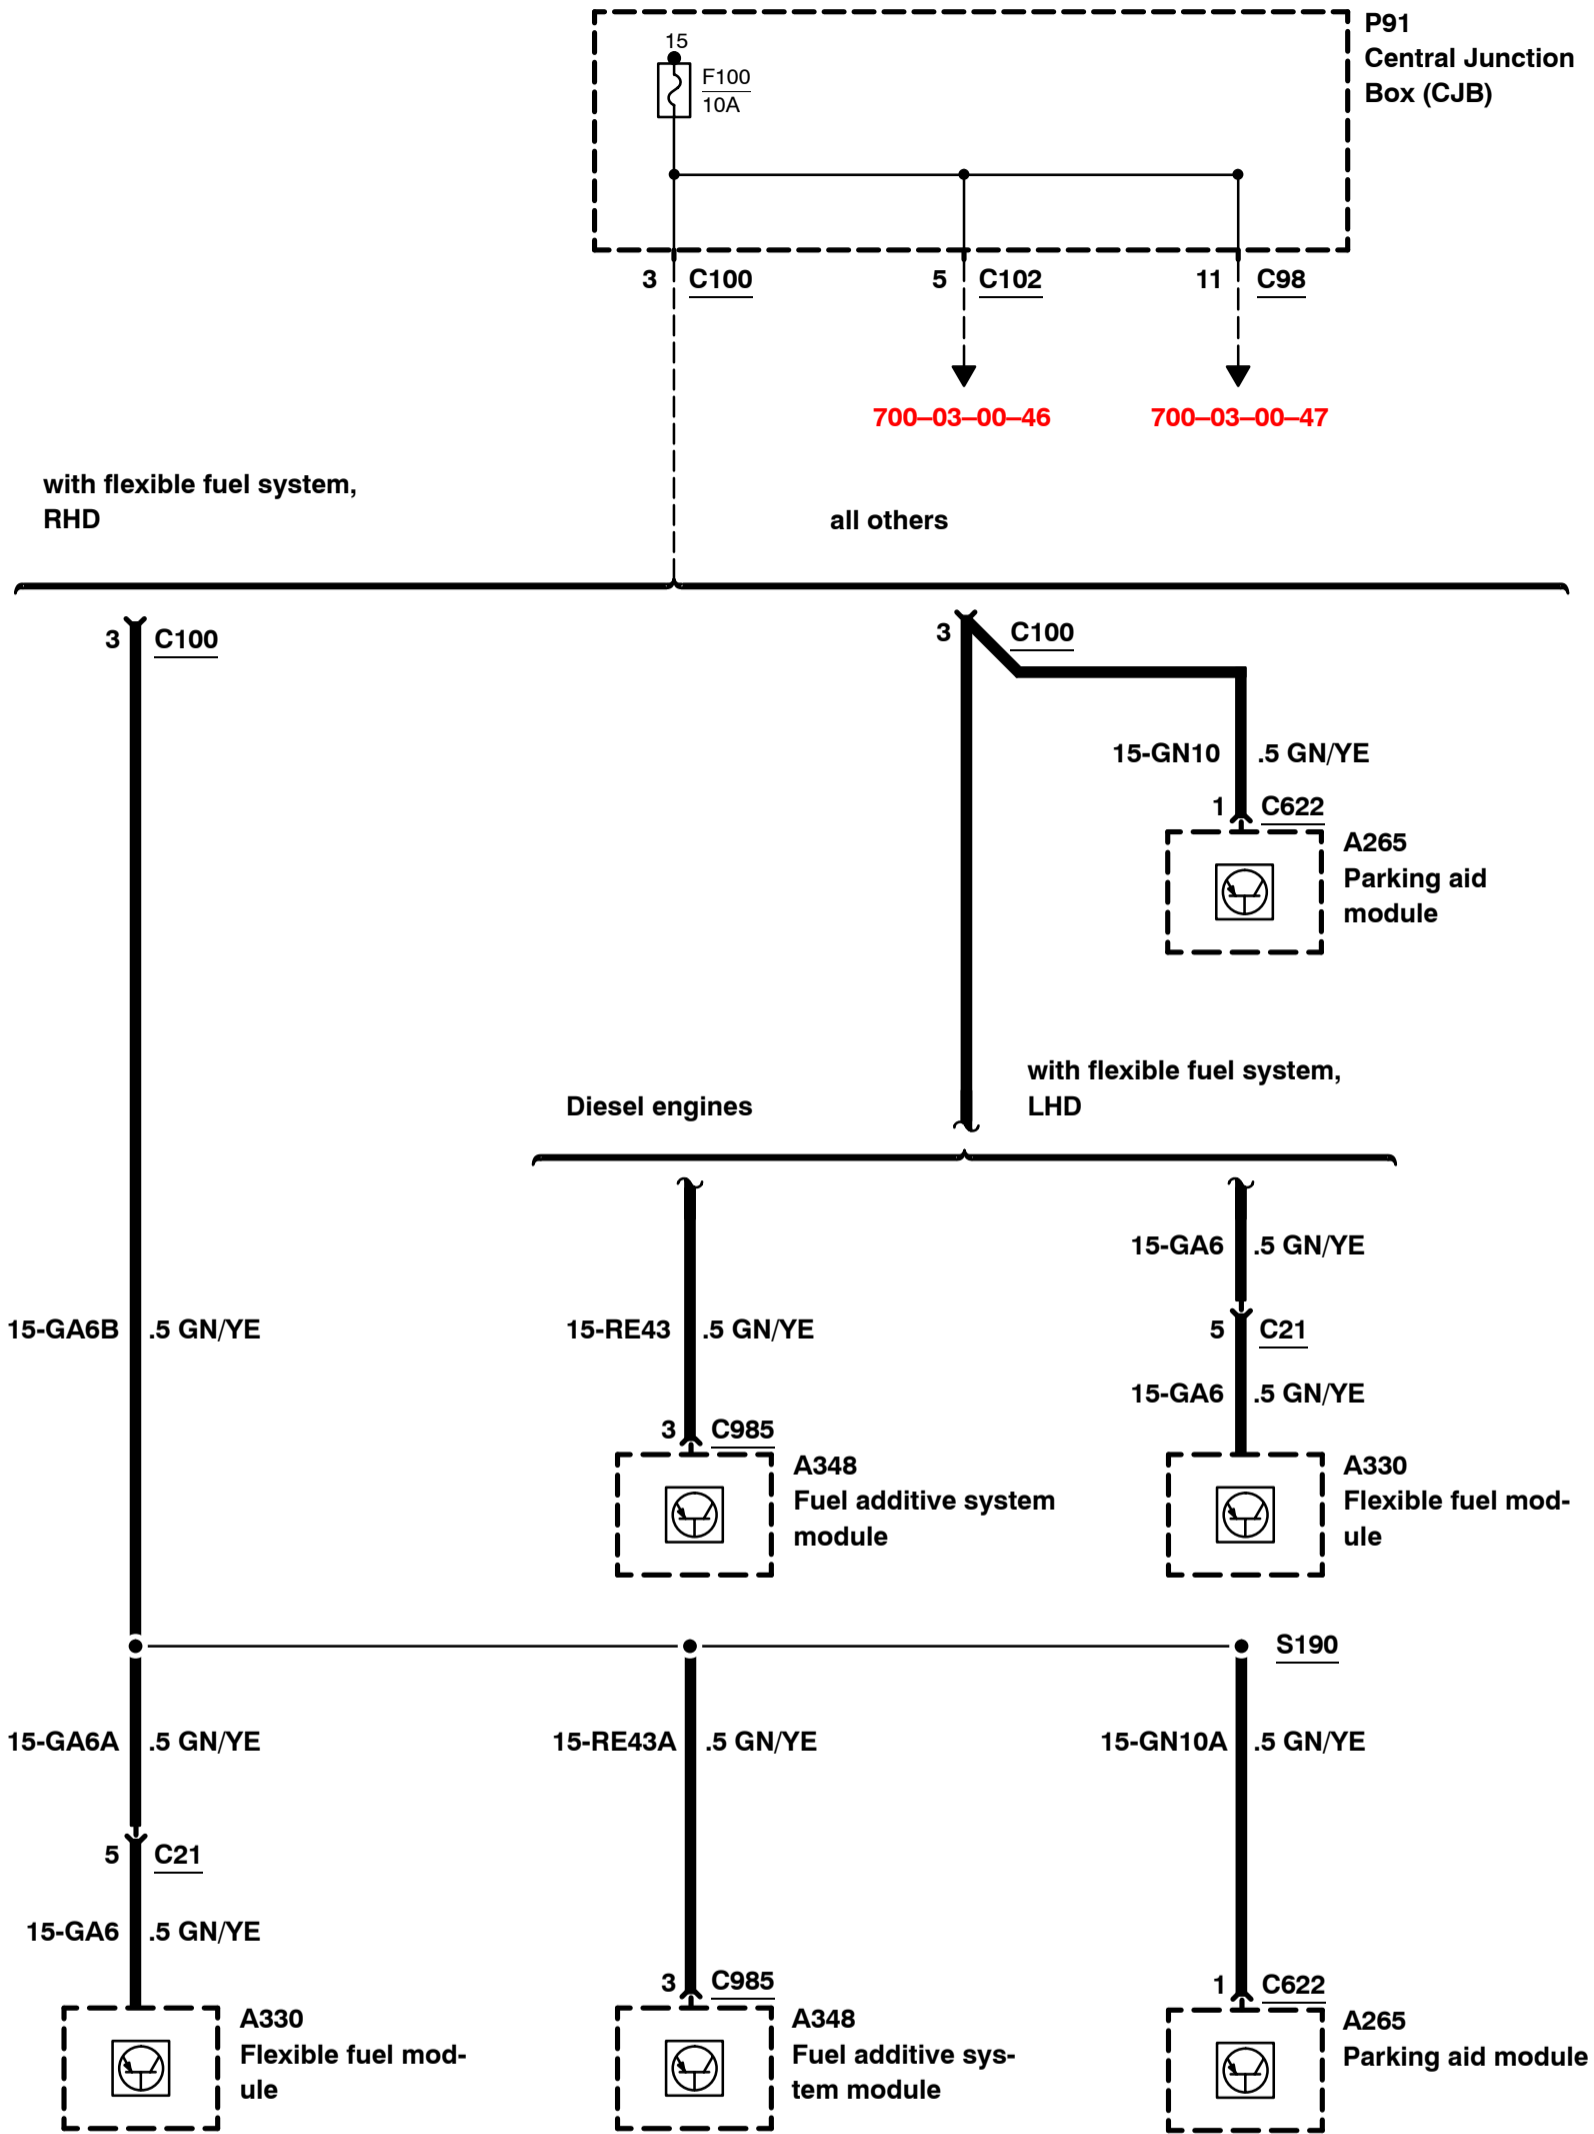 P91
Central Junction
Box (CJB)
15
F100
10A
3 C100
5 C102
11 C98
700–03–00–46
700–03–00–47
with flexible fuel system,
RHD
all others
3 C100
3 C100
15-GN10 .5 GN/YE
1 C622
A265
Parking aid
module
with flexible fuel system,
LHD
Diesel engines
15-GA6 .5 GN/YE
15-GA6B .5 GN/YE
15-RE43 .5 GN/YE
5 C21
15-GA6 .5 GN/YE
3 C985
A348
Fuel additive system
module
A330
Flexible fuel mod-
ule
S190
15-GA6A .5 GN/YE
15-RE43A .5 GN/YE
15-GN10A .5 GN/YE
5 C21
15-GA6 .5 GN/YE
3 C985
1 C622
A330
Flexible fuel mod-
ule
A348
Fuel additive sys-
tem module
A265
Parking aid module